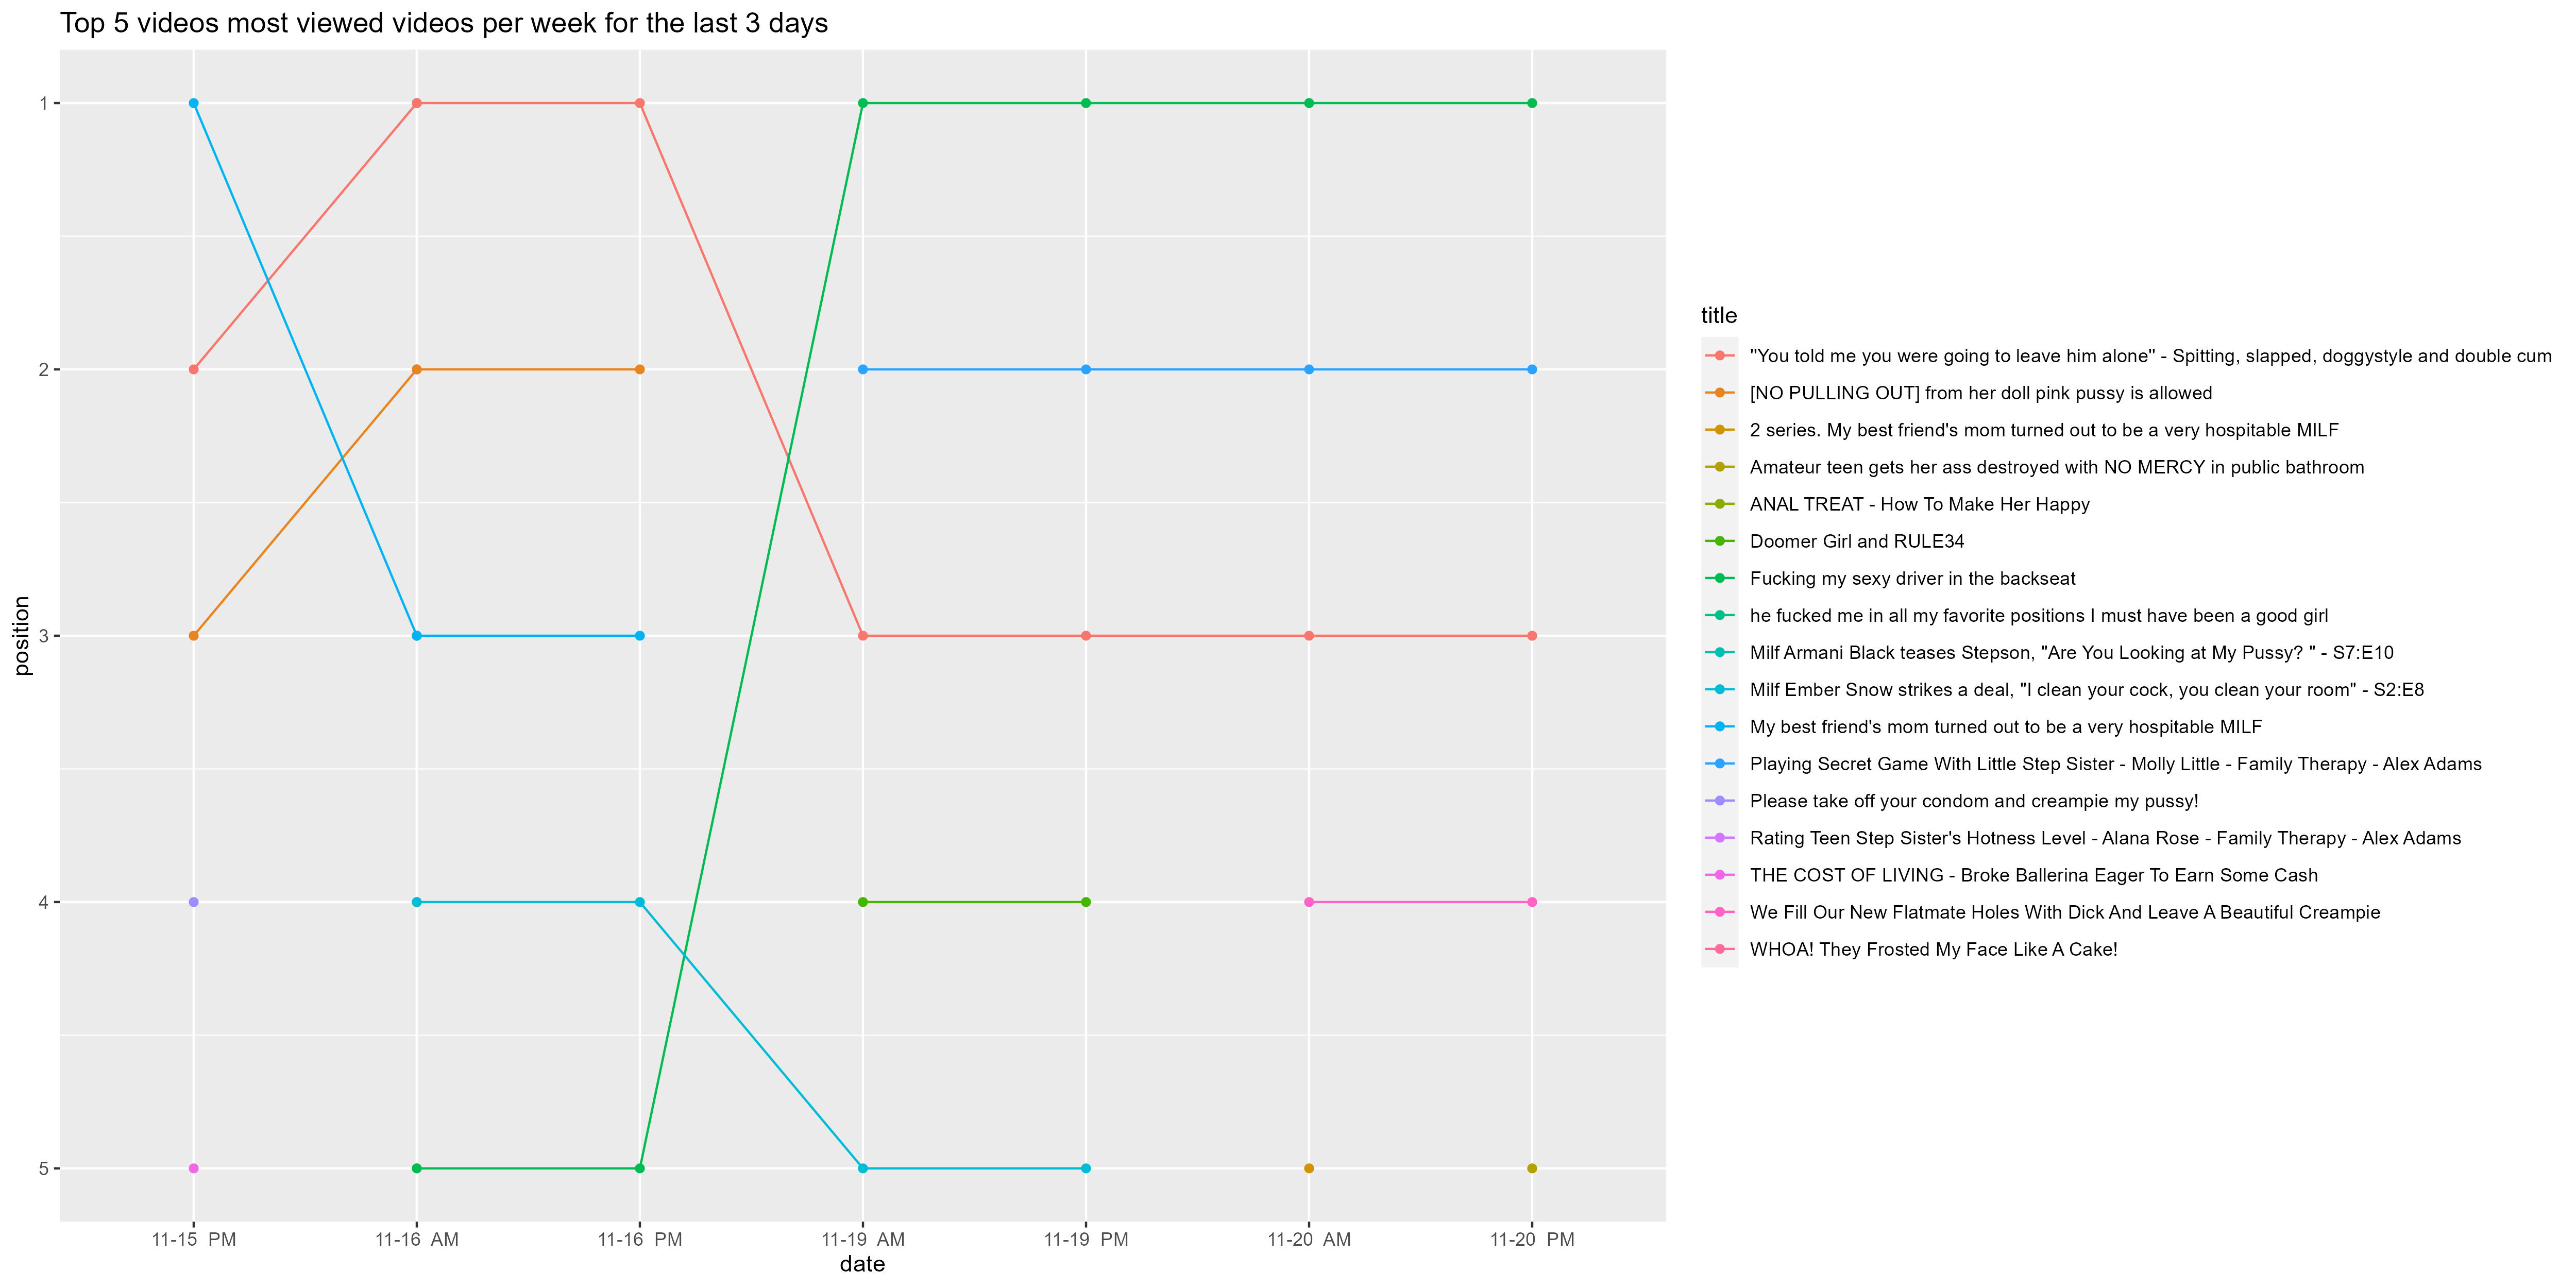 Top 5 videos most viewed videos per week for the last 3 days
position
1
2
3
4
5
11-15 PM
11-16 AM
11-16 PM
11-19 AM
11-19 PM
11-20 AM
11-20 PM
date
title
"You told me you were going to leave him alone" - Spitting, slapped, doggystyle and double cum
[NO PULLING OUT] from her doll pink pussy is allowed
2 series. My best friend's mom turned out to be a very hospitable MILF
Amateur teen gets her ass destroyed with NO MERCY in public bathroom
ANAL TREAT - How To Make Her Happy
Doomer Girl and RULE34
Fucking my sexy driver in the backseat
he fucked me in all my favorite positions I must have been a good girl
Milf Armani Black teases Stepson, "Are You Looking at My Pussy? " - S7:E10
Milf Ember Snow strikes a deal, "I clean your cock, you clean your room" - S2:E8
My best friend's mom turned out to be a very hospitable MILF
Playing Secret Game With Little Step Sister - Molly Little - Family Therapy - Alex Adams
Please take off your condom and creampie my pussy!
Rating Teen Step Sister's Hotness Level - Alana Rose - Family Therapy - Alex Adams
THE COST OF LIVING - Broke Ballerina Eager To Earn Some Cash
We Fill Our New Flatmate Holes With Dick And Leave A Beautiful Creampie
WHOA! They Frosted My Face Like A Cake!